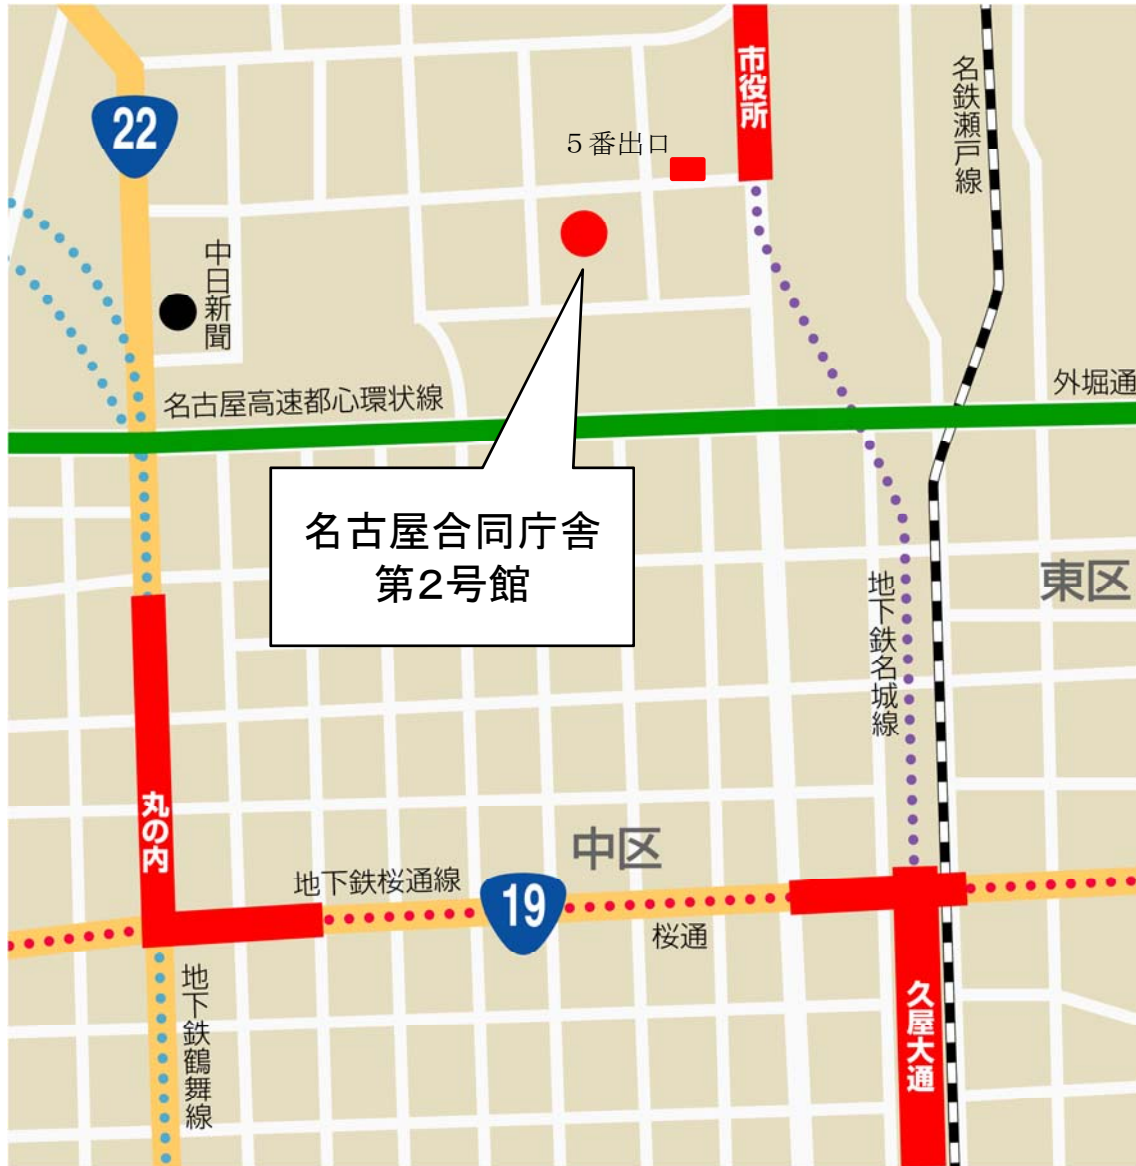 市役所
名鉄瀬戸線
22
５番出口
中日新聞
外堀通
名古屋高速都心環状線
名古屋合同庁舎
第2号館
東区
地下鉄名城線
丸の内
中区
地下鉄桜通線
19
桜通
地下鉄鶴舞線
久屋大通